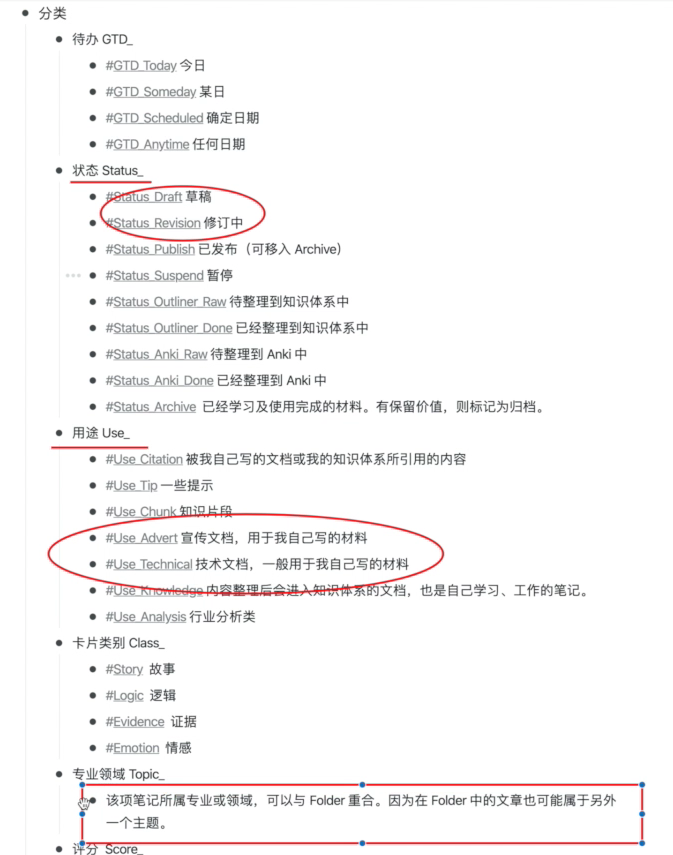 分类
待办 GTD_
#GTD_Today 今日
#GTD_Someday 某日
#GTD_Scheduled 确定日期
#GTD_Anytime 任何日期
状态 Status_
#Status_Draft 草稿
#Status_Revision 修订中
#Status_Publish 已发布（可移入 Archive）
#Status_Suspend 暂停
#Status_Outliner_Raw 待整理到知识体系中
#Status_Outliner_Done 已经整理到知识体系中
#Status_Anki_Raw 待整理到 Anki 中
#Status_Anki_Done 已经整理到 Anki 中
#Status_Archive 已经学习及使用完成的材料。有保留价值，则标记为归档。
用途 Use_
#Use_Citation 被我自己写的文档或我的知识体系所引用的内容
#Use_Tip 一些提示
#Use_Chunk 知识片段
#Use_Advert 宣传文档，用于我自己写的材料
#Use_Technical 技术文档，一般用于我自己写的材料
#Use_Knowledge 内容整理后会进入知识体系的文档，也是自己学习、工作的笔记。
#Use_Analysis 行业分析类
卡片类别 Class_
#Story 故事
#Logic 逻辑
#Evidence 证据
#Emotion 情感
专业领域 Topic_
该项笔记所属专业或领域，可以与 Folder 重合。因为在 Folder 中的文章也可能属于另外
一个主题。
评分 Score_